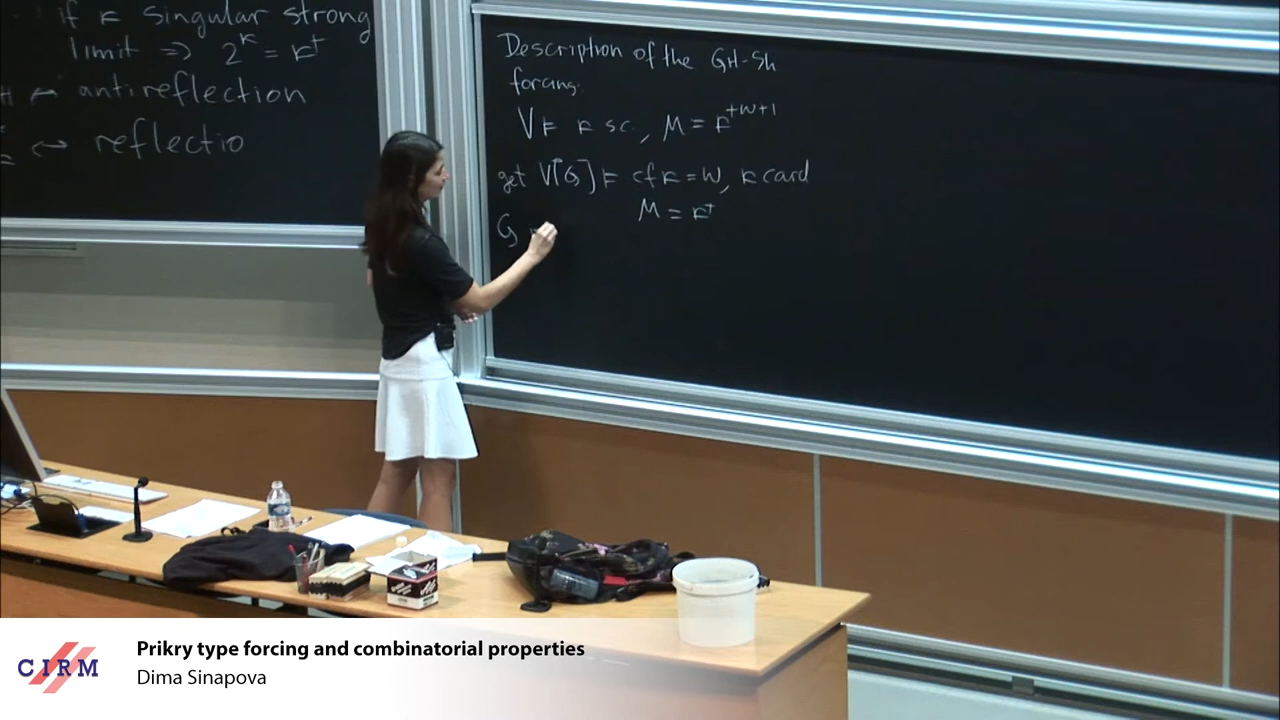 if κ singular strong
limit ⇒ 2^κ = κ⁺
antireflection
↔ reflectio
Description of the GH-Sh
forcing.
V ⊨ κ sc., μ = κ^{+ω+1}
get V[G] ⊨ cf κ = ω, κ card
μ = κ⁺
G
CIRM
Prikry type forcing and combinatorial properties
Dima Sinapova